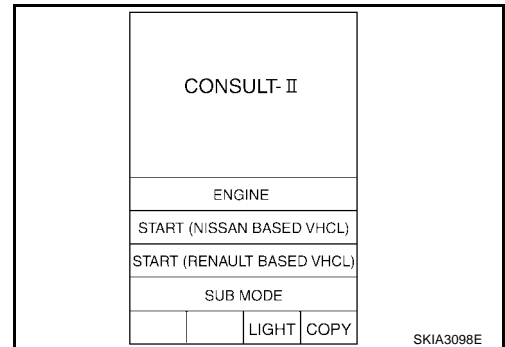 CONSULT-Ⅱ
ENGINE
START (NISSAN BASED VHCL)
START (RENAULT BASED VHCL)
SUB MODE
LIGHT COPY
SKIA3098E